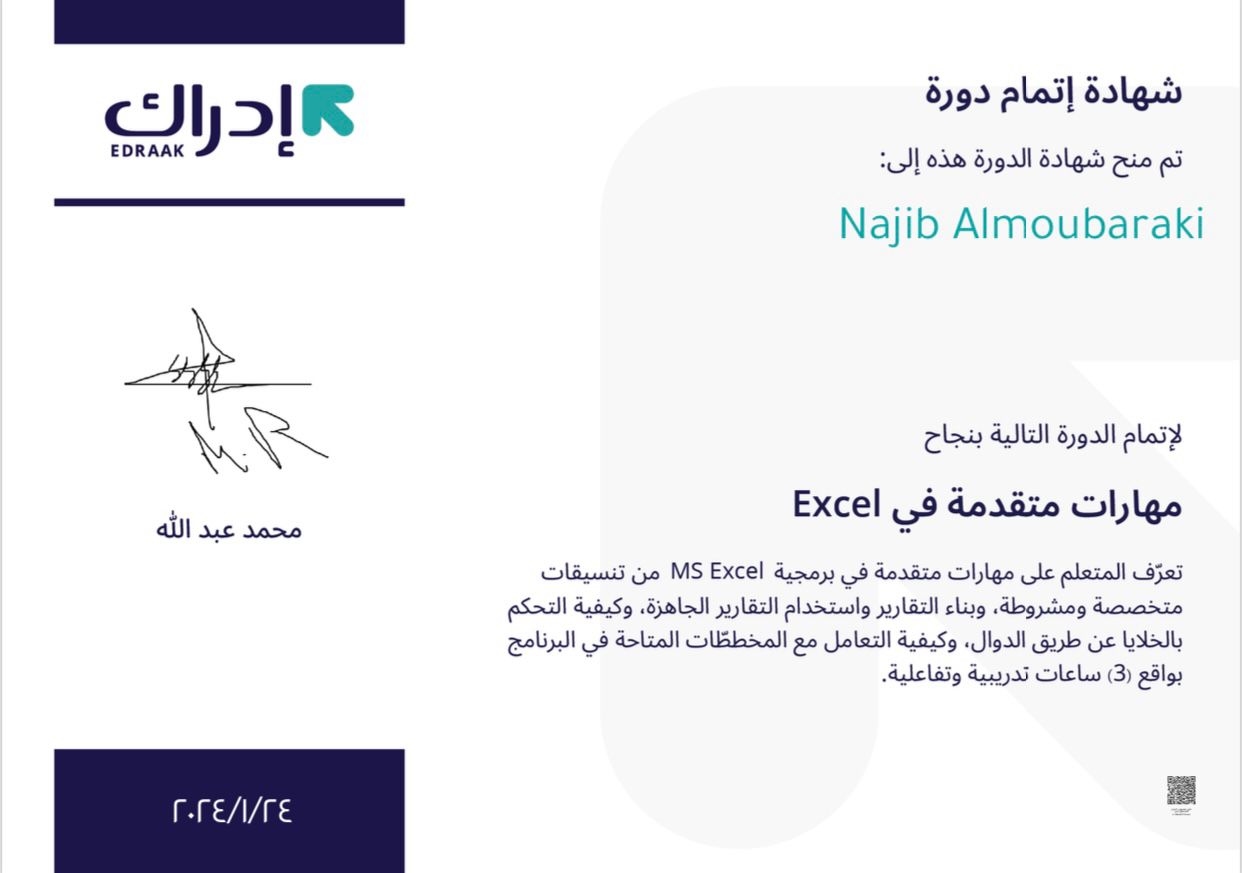 إدراك
EDRAAK
شهادة إتمام دورة
تم منح شهادة الدورة هذه إلى:
Najib Almoubaraki
لإتمام الدورة التالية بنجاح
مهارات متقدمة في Excel
تعرّف المتعلم على مهارات متقدمة في برمجية MS Excel من تنسيقات
متخصصة ومشروطة، وبناء التقارير واستخدام التقارير الجاهزة، وكيفية التحكم
بالخلايا عن طريق الدوال، وكيفية التعامل مع المخططّات المتاحة في البرنامج
بواقع (3) ساعات تدريبية وتفاعلية.
M.R
محمد عبد الله
٢٠٢٤/١/٢٤